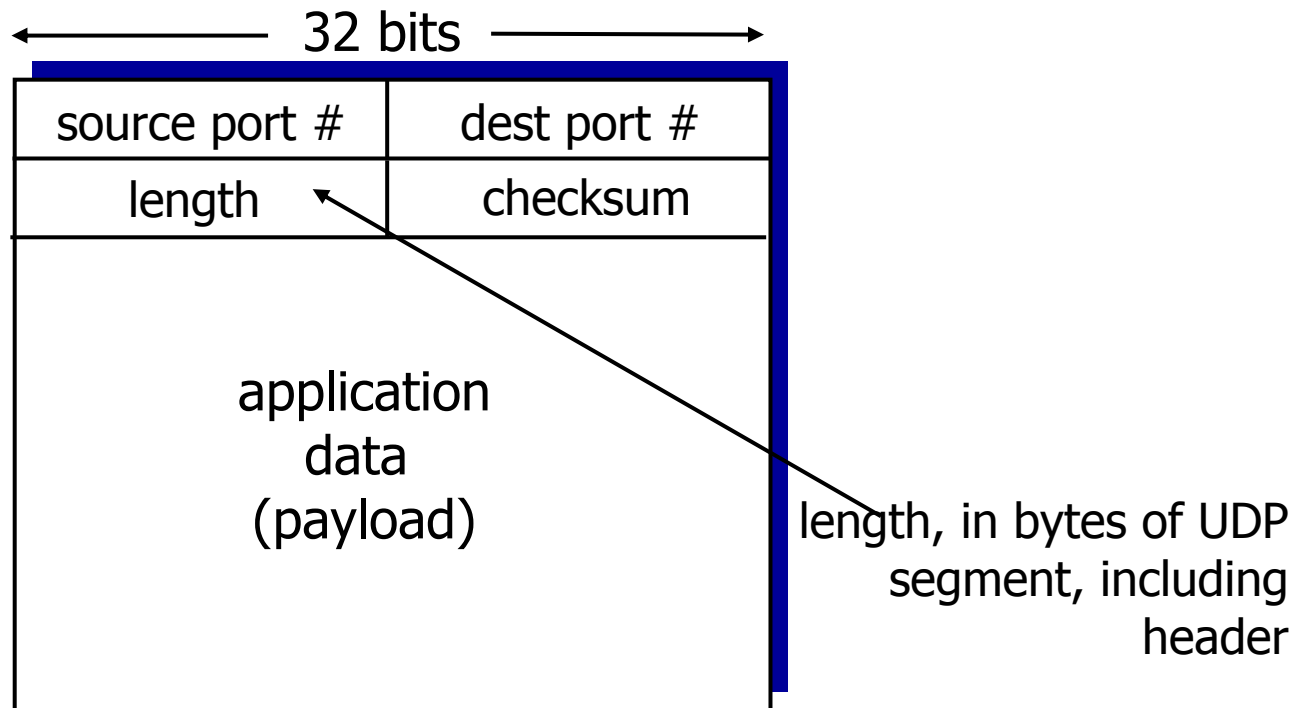 32 bits
source port #
dest port #
length
checksum
application
data
(payload)
length, in bytes of UDP
segment, including
header